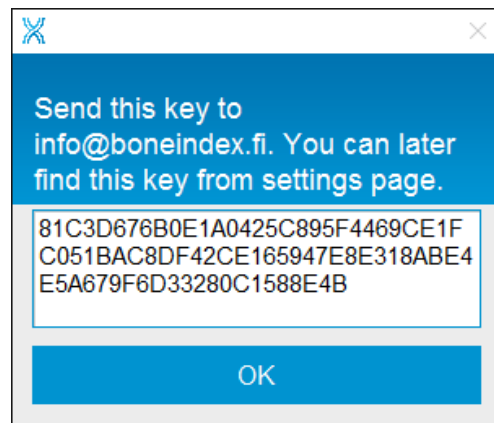 Send this key to
info@boneindex.fi. You can later
find this key from settings page.
81C3D676B0E1A0425C895F4469CE1F
C051BAC8DF42CE165947E8E318ABE4
E5A679F6D33280C1588E4B
OK